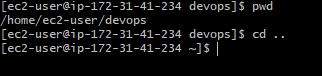 [ec2-user@ip-172-31-41-234 devops]$ pwd
/home/ec2-user/devops
[ec2-user@ip-172-31-41-234 devops]$ cd ..
[ec2-user@ip-172-31-41-234 ~]$